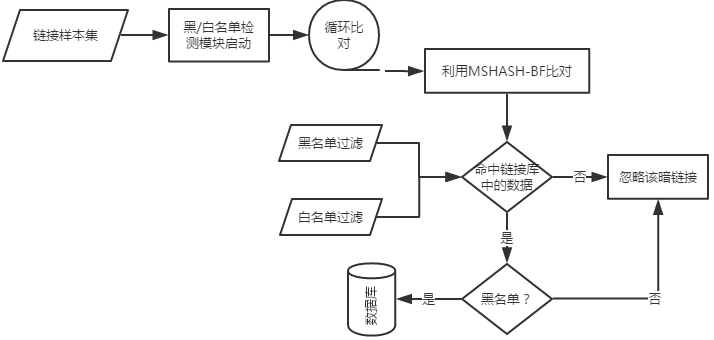 链接样本集
黑/白名单检
测模块启动
循环比
对
利用MSHASH-BF比对
黑名单过滤
命中链接库
中的数据
否
忽略该暗链接
白名单过滤
是
数据库
是
黑名单？
否